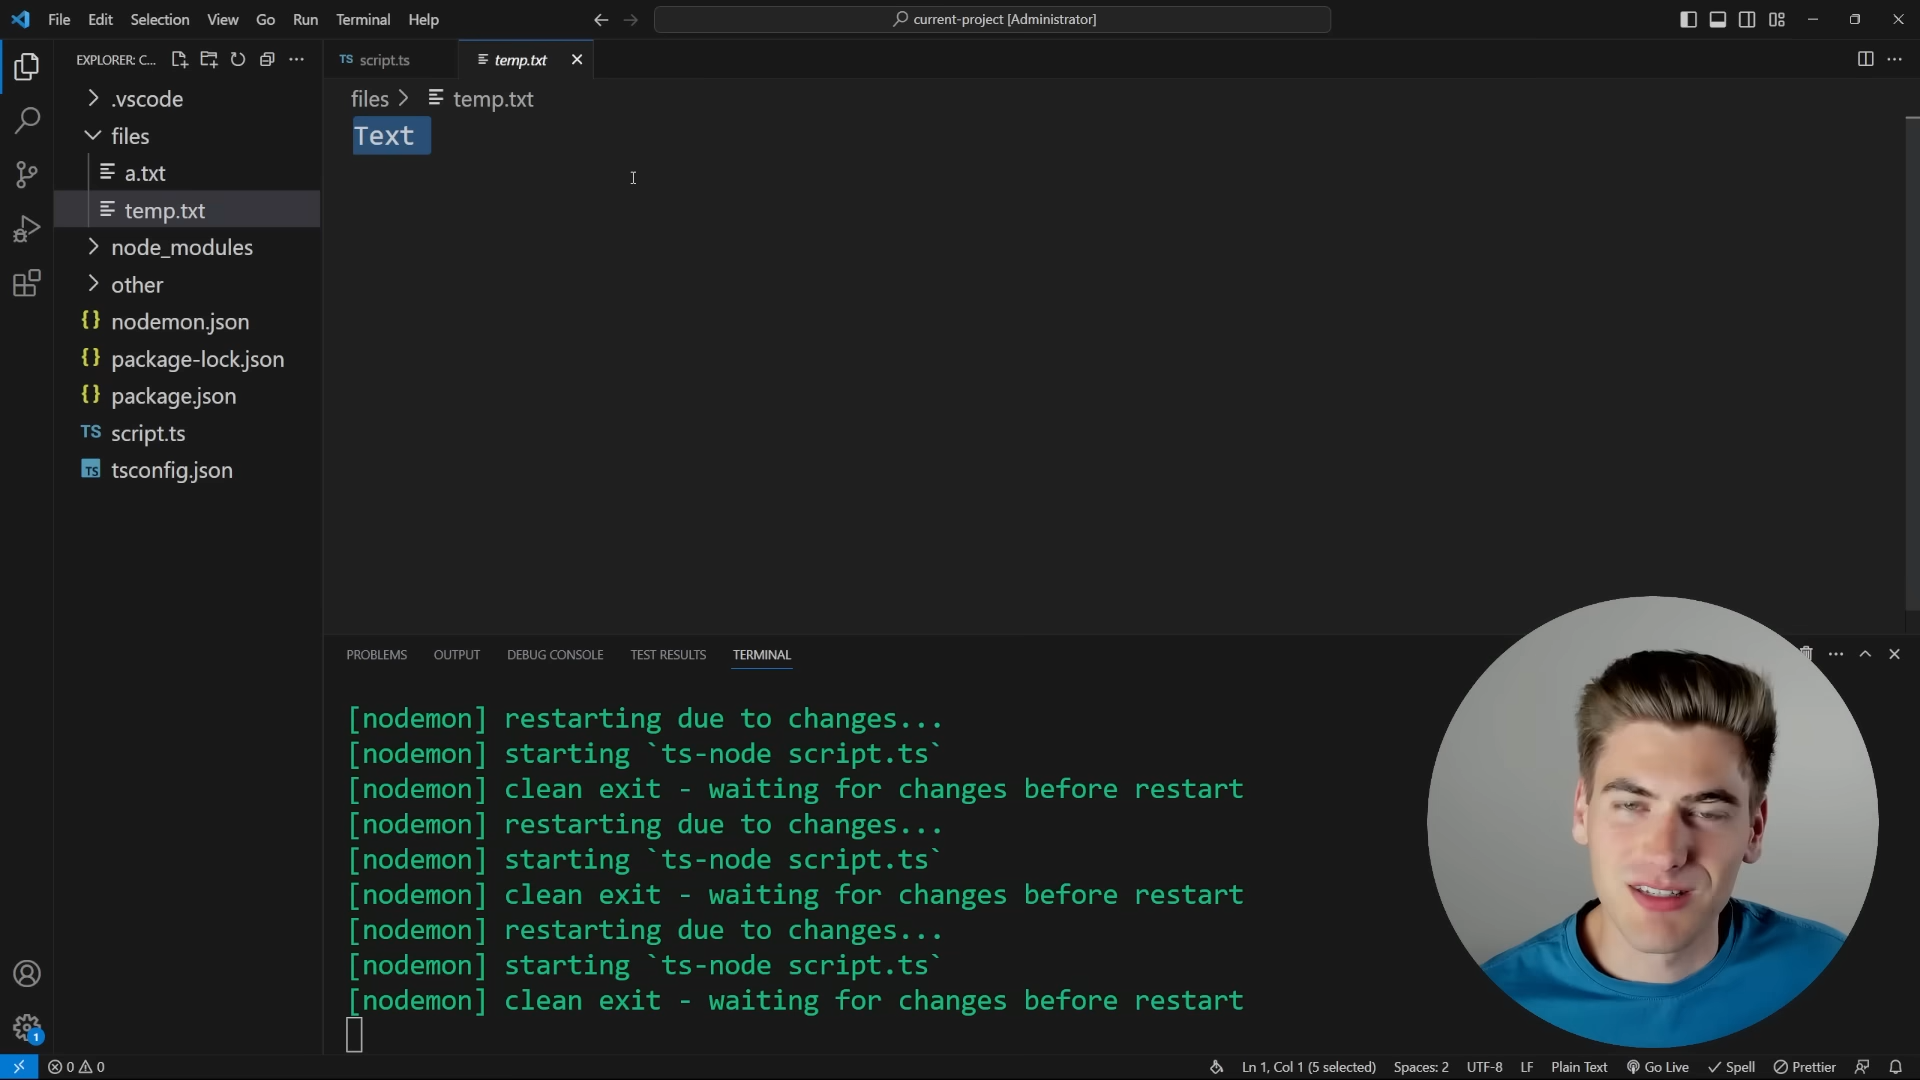 File Edit Selection View Go Run Terminal Help
current-project [Administrator]
EXPLORER: C...
.vscode
files
a.txt
temp.txt
node_modules
other
{} nodemon.json
{} package-lock.json
{} package.json
TS script.ts
TS tsconfig.json
TS script.ts
temp.txt
files > temp.txt
Text
PROBLEMS OUTPUT DEBUG CONSOLE TEST RESULTS TERMINAL
[nodemon] restarting due to changes...
[nodemon] starting `ts-node script.ts`
[nodemon] clean exit - waiting for changes before restart
[nodemon] restarting due to changes...
[nodemon] starting `ts-node script.ts`
[nodemon] clean exit - waiting for changes before restart
[nodemon] restarting due to changes...
[nodemon] starting `ts-node script.ts`
[nodemon] clean exit - waiting for changes before restart
1
0 0
Ln 1, Col 1 (5 selected) Spaces: 2 UTF-8 LF Plain Text Go Live Spell Prettier